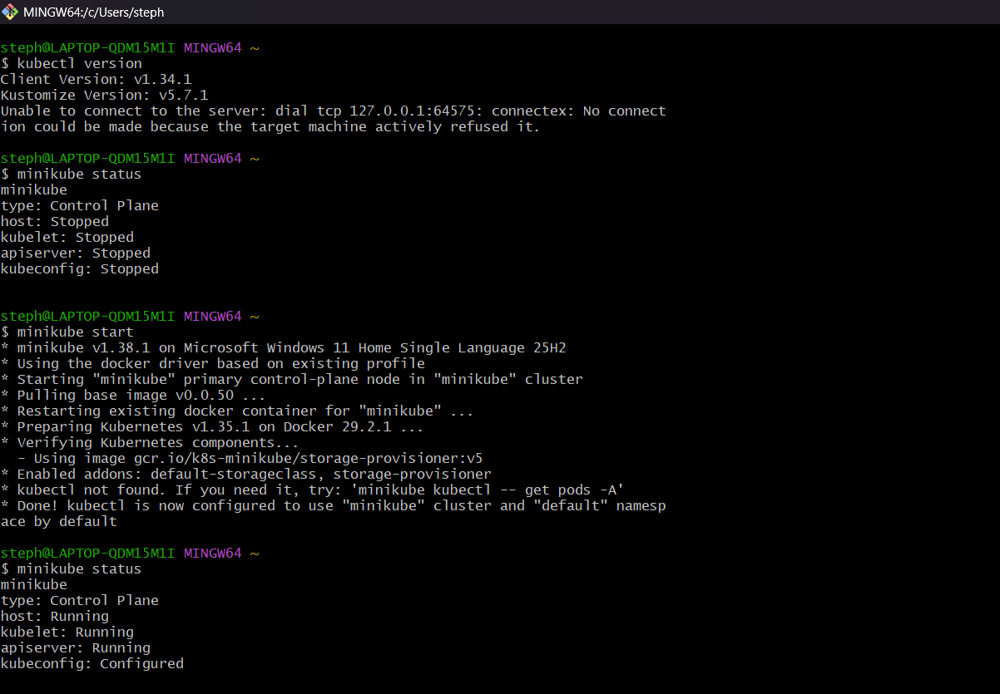 MINGW64:/c/Users/steph
steph@LAPTOP-QDM15M1I MINGW64 ~
$ kubectl version
Client Version: v1.34.1
Kustomize Version: v5.7.1
Unable to connect to the server: dial tcp 127.0.0.1:64575: connectex: No connect
ion could be made because the target machine actively refused it.
steph@LAPTOP-QDM15M1I MINGW64 ~
$ minikube status
minikube
type: Control Plane
host: Stopped
kubelet: Stopped
apiserver: Stopped
kubeconfig: Stopped
steph@LAPTOP-QDM15M1I MINGW64 ~
$ minikube start
* minikube v1.38.1 on Microsoft Windows 11 Home Single Language 25H2
* Using the docker driver based on existing profile
* Starting "minikube" primary control-plane node in "minikube" cluster
* Pulling base image v0.0.50 ...
* Restarting existing docker container for "minikube" ...
* Preparing Kubernetes v1.35.1 on Docker 29.2.1 ...
* Verifying Kubernetes components...
  - Using image gcr.io/k8s-minikube/storage-provisioner:v5
* Enabled addons: default-storageclass, storage-provisioner
* kubectl not found. If you need it, try: 'minikube kubectl -- get pods -A'
* Done! kubectl is now configured to use "minikube" cluster and "default" namesp
ace by default
steph@LAPTOP-QDM15M1I MINGW64 ~
$ minikube status
minikube
type: Control Plane
host: Running
kubelet: Running
apiserver: Running
kubeconfig: Configured